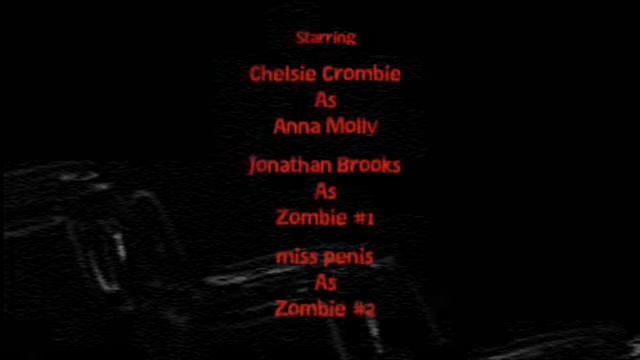 Starring
Chelsie Crombie
As
Anna Molly
Jonathan Brooks
As
Zombie #1
miss penis
As
Zombie #2